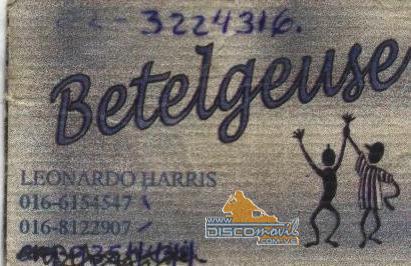 3224316.
Betelgeuse
LEONARDO HARRIS
016-6154547
016-8122907
DISCOmovil
.COM.VE